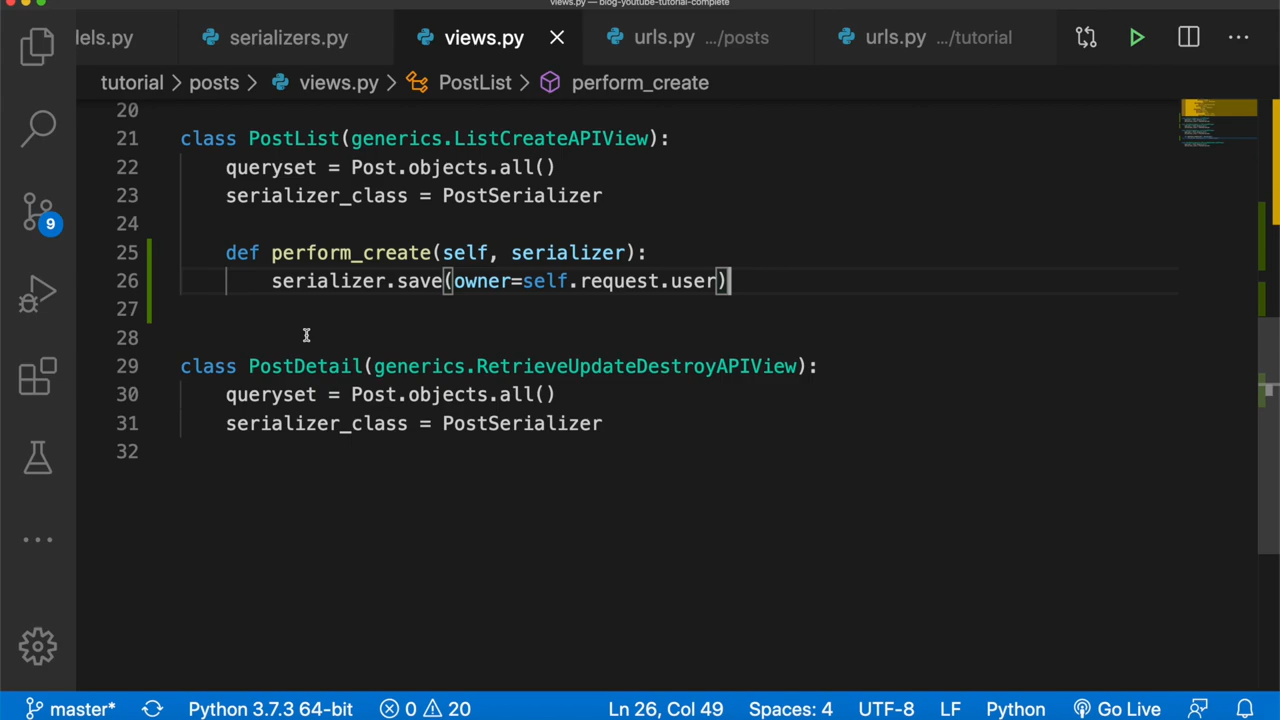 views.py — blog-youtube-tutorial-complete
dels.py serializers.py views.py urls.py .../posts urls.py .../tutorial
tutorial > posts > views.py > PostList > perform_create
20
21 class PostList(generics.ListCreateAPIView):
22 queryset = Post.objects.all()
23 serializer_class = PostSerializer
24
25 def perform_create(self, serializer):
26 serializer.save(owner=self.request.user)
27
28
29 class PostDetail(generics.RetrieveUpdateDestroyAPIView):
30 queryset = Post.objects.all()
31 serializer_class = PostSerializer
32
9
master* Python 3.7.3 64-bit 0 20 Ln 26, Col 49 Spaces: 4 UTF-8 LF Python Go Live